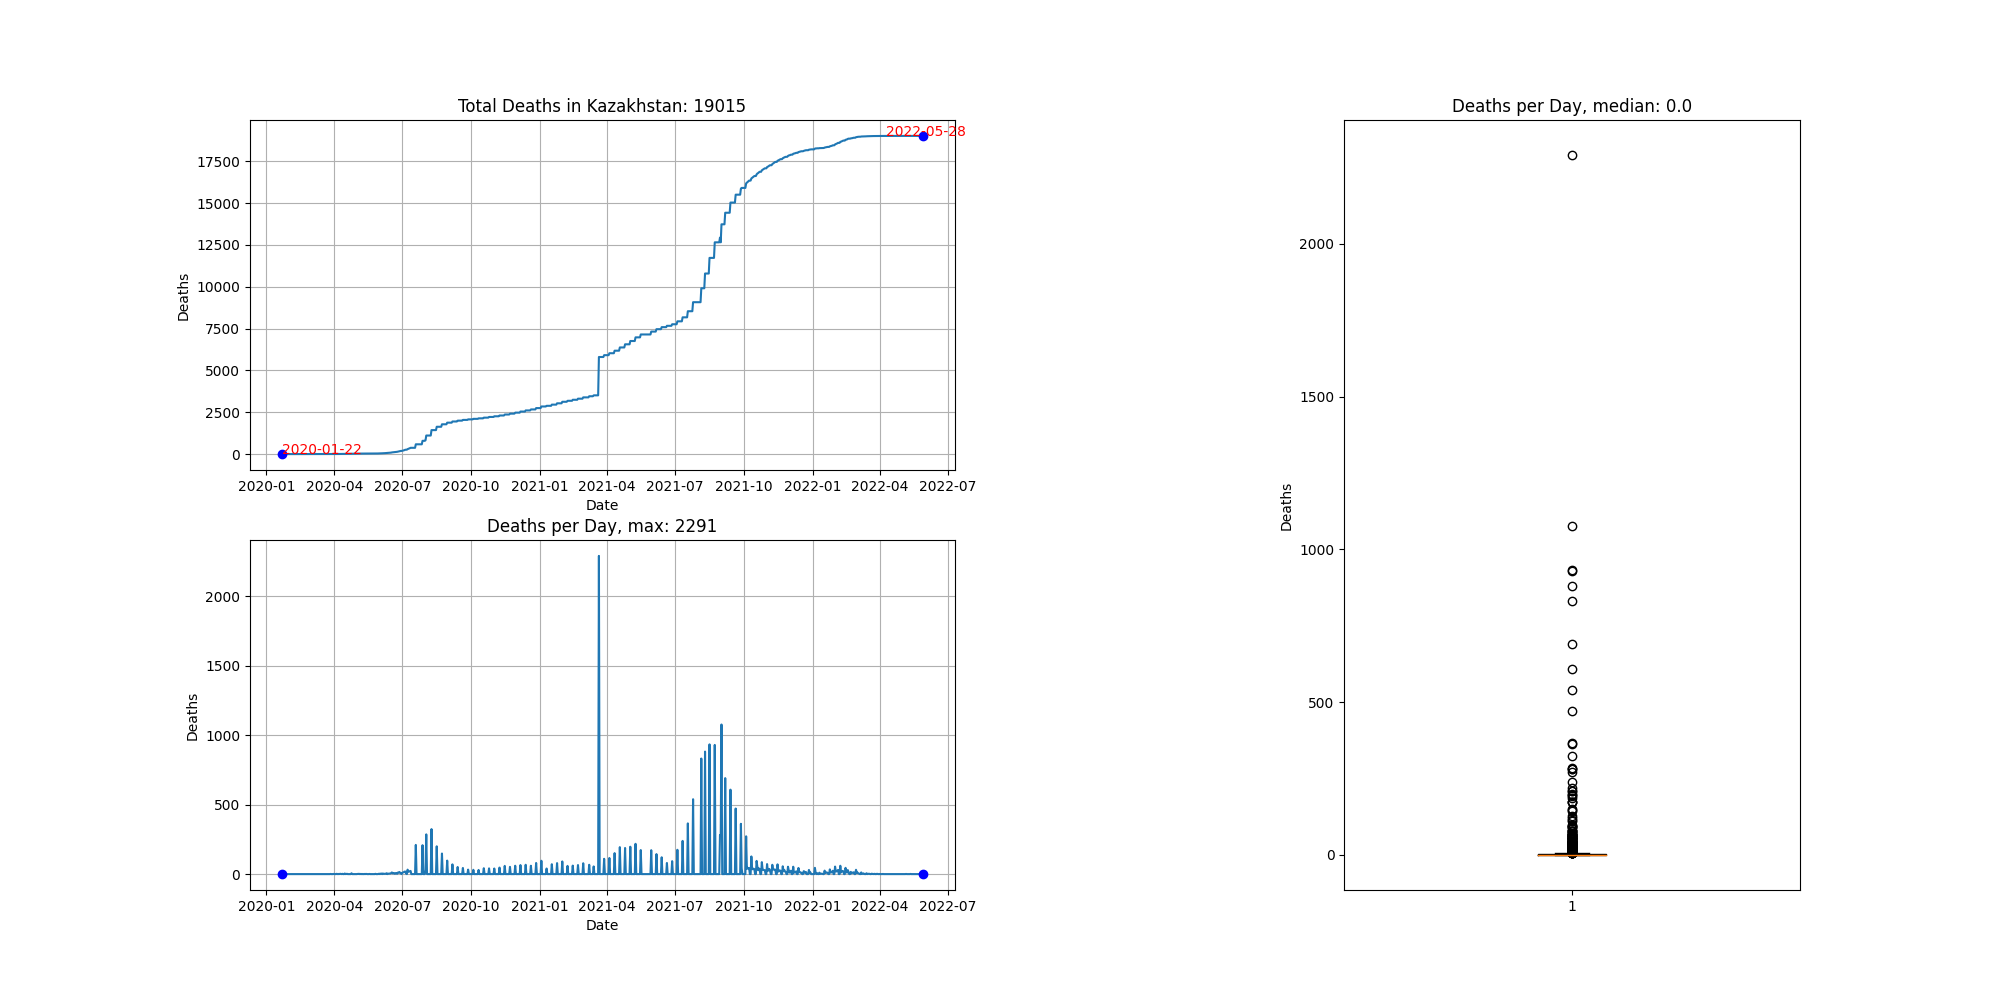 Total Deaths in Kazakhstan: 19015
2022-05-28
17500
15000
12500
10000
7500
5000
2500
0
Deaths
2020-01-22
2020-01 2020-04 2020-07 2020-10 2021-01 2021-04 2021-07 2021-10 2022-01 2022-04 2022-07
Date
Deaths per Day, max: 2291
2000
1500
1000
500
0
Deaths
2020-01 2020-04 2020-07 2020-10 2021-01 2021-04 2021-07 2021-10 2022-01 2022-04 2022-07
Date
Deaths per Day, median: 0.0
2000
1500
1000
500
0
Deaths
1